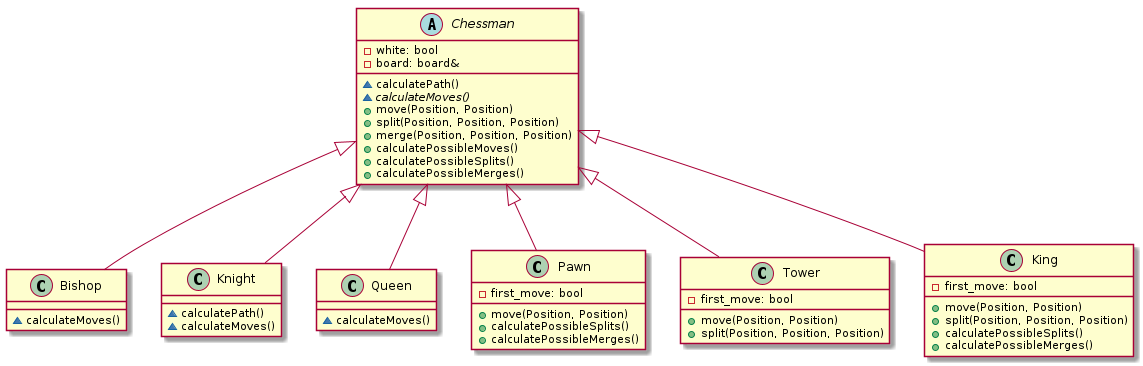 A Chessman
white: bool
board: board&
calculatePath()
calculateMoves()
move(Position, Position)
split(Position, Position, Position)
merge(Position, Position, Position)
calculatePossibleMoves()
calculatePossibleSplits()
calculatePossibleMerges()
C Bishop
calculateMoves()
C Knight
calculatePath()
calculateMoves()
C Queen
calculateMoves()
C Pawn
first_move: bool
move(Position, Position)
calculatePossibleSplits()
calculatePossibleMerges()
C Tower
first_move: bool
move(Position, Position)
split(Position, Position, Position)
C King
first_move: bool
move(Position, Position)
split(Position, Position, Position)
calculatePossibleSplits()
calculatePossibleMerges()